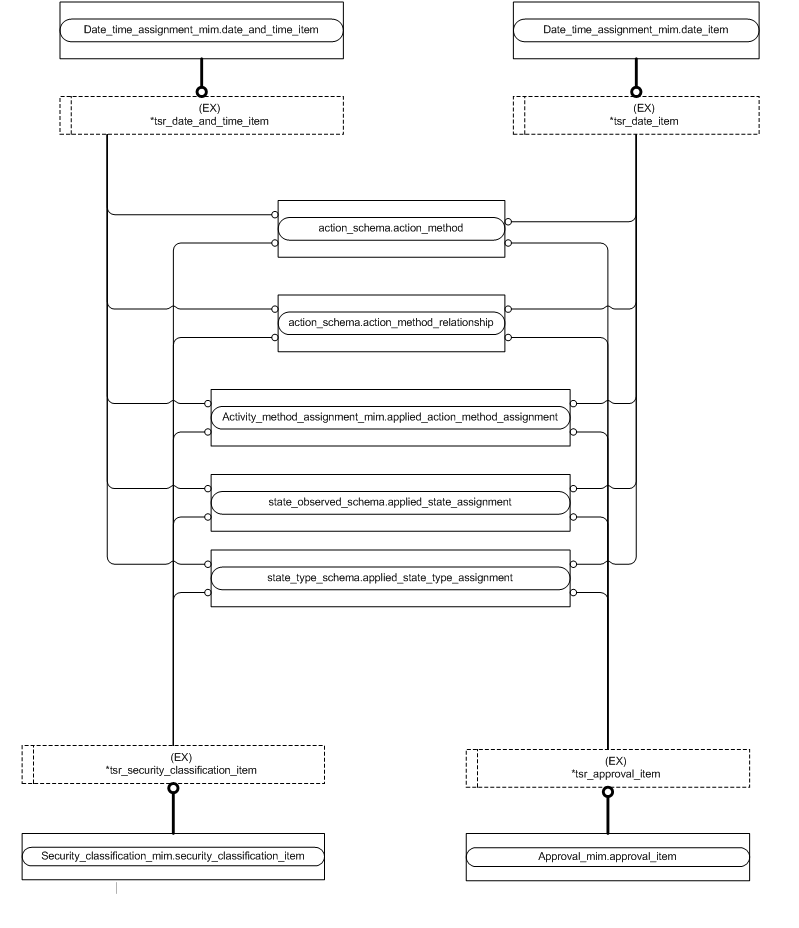 Date_time_assignment_mim.date_and_time_item
Date_time_assignment_mim.date_item
(EX)
*tsr_date_and_time_item
(EX)
*tsr_date_item
action_schema.action_method
action_schema.action_method_relationship
Activity_method_assignment_mim.applied_action_method_assignment
state_observed_schema.applied_state_assignment
state_type_schema.applied_state_type_assignment
(EX)
*tsr_security_classification_item
(EX)
*tsr_approval_item
Security_classification_mim.security_classification_item
Approval_mim.approval_item